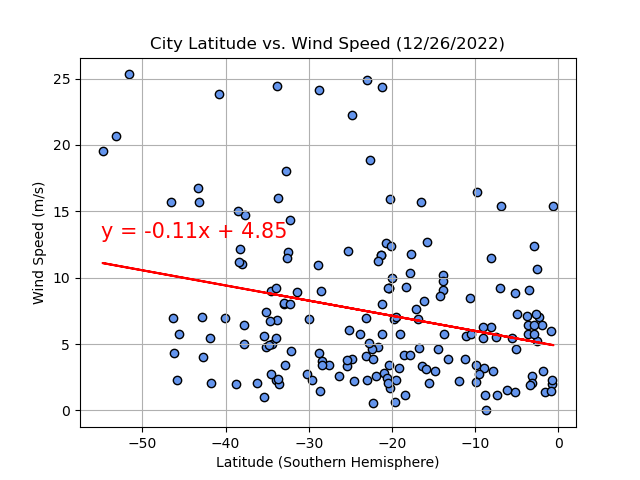 City Latitude vs. Wind Speed (12/26/2022)
25
20
15
10
5
0
Wind Speed (m/s)
y = -0.11x + 4.85
−50 −40 −30 −20 −10 0
Latitude (Southern Hemisphere)